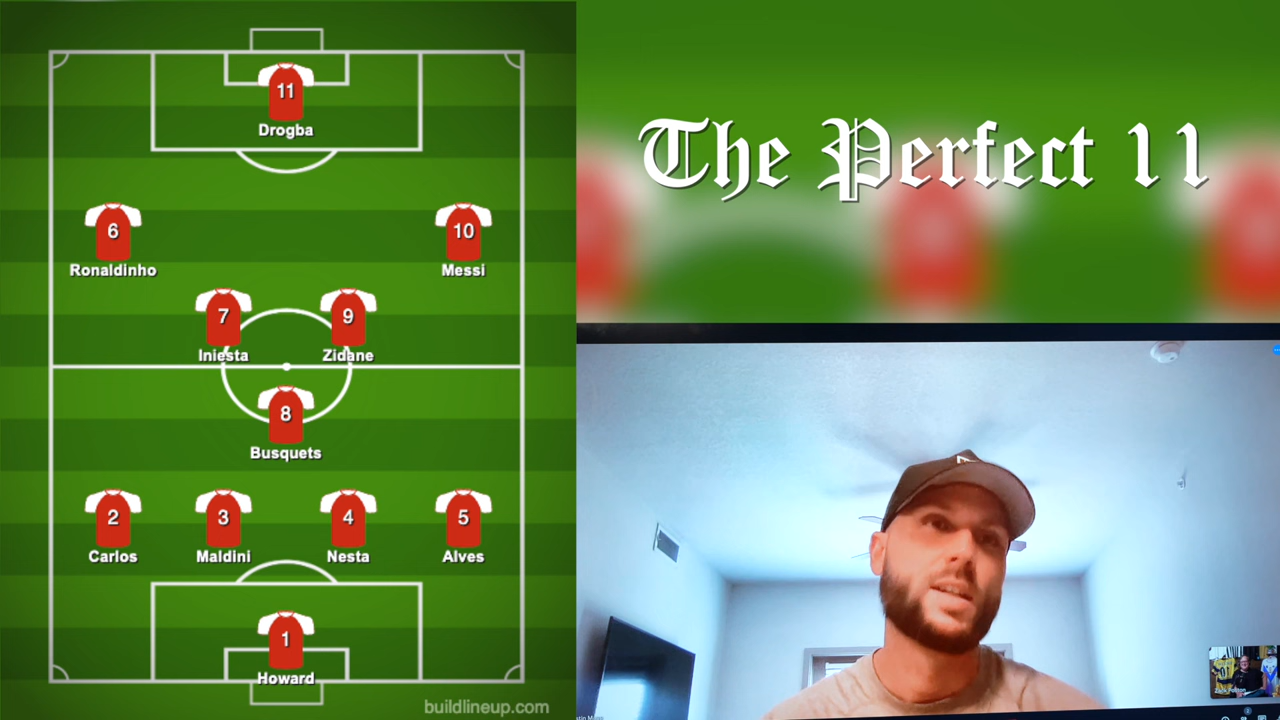 11
Drogba
6
Ronaldinho
10
Messi
7
Iniesta
9
Zidane
8
Busquets
2
Carlos
3
Maldini
4
Nesta
5
Alves
1
Howard
buildlineup.com
The Perfect 11